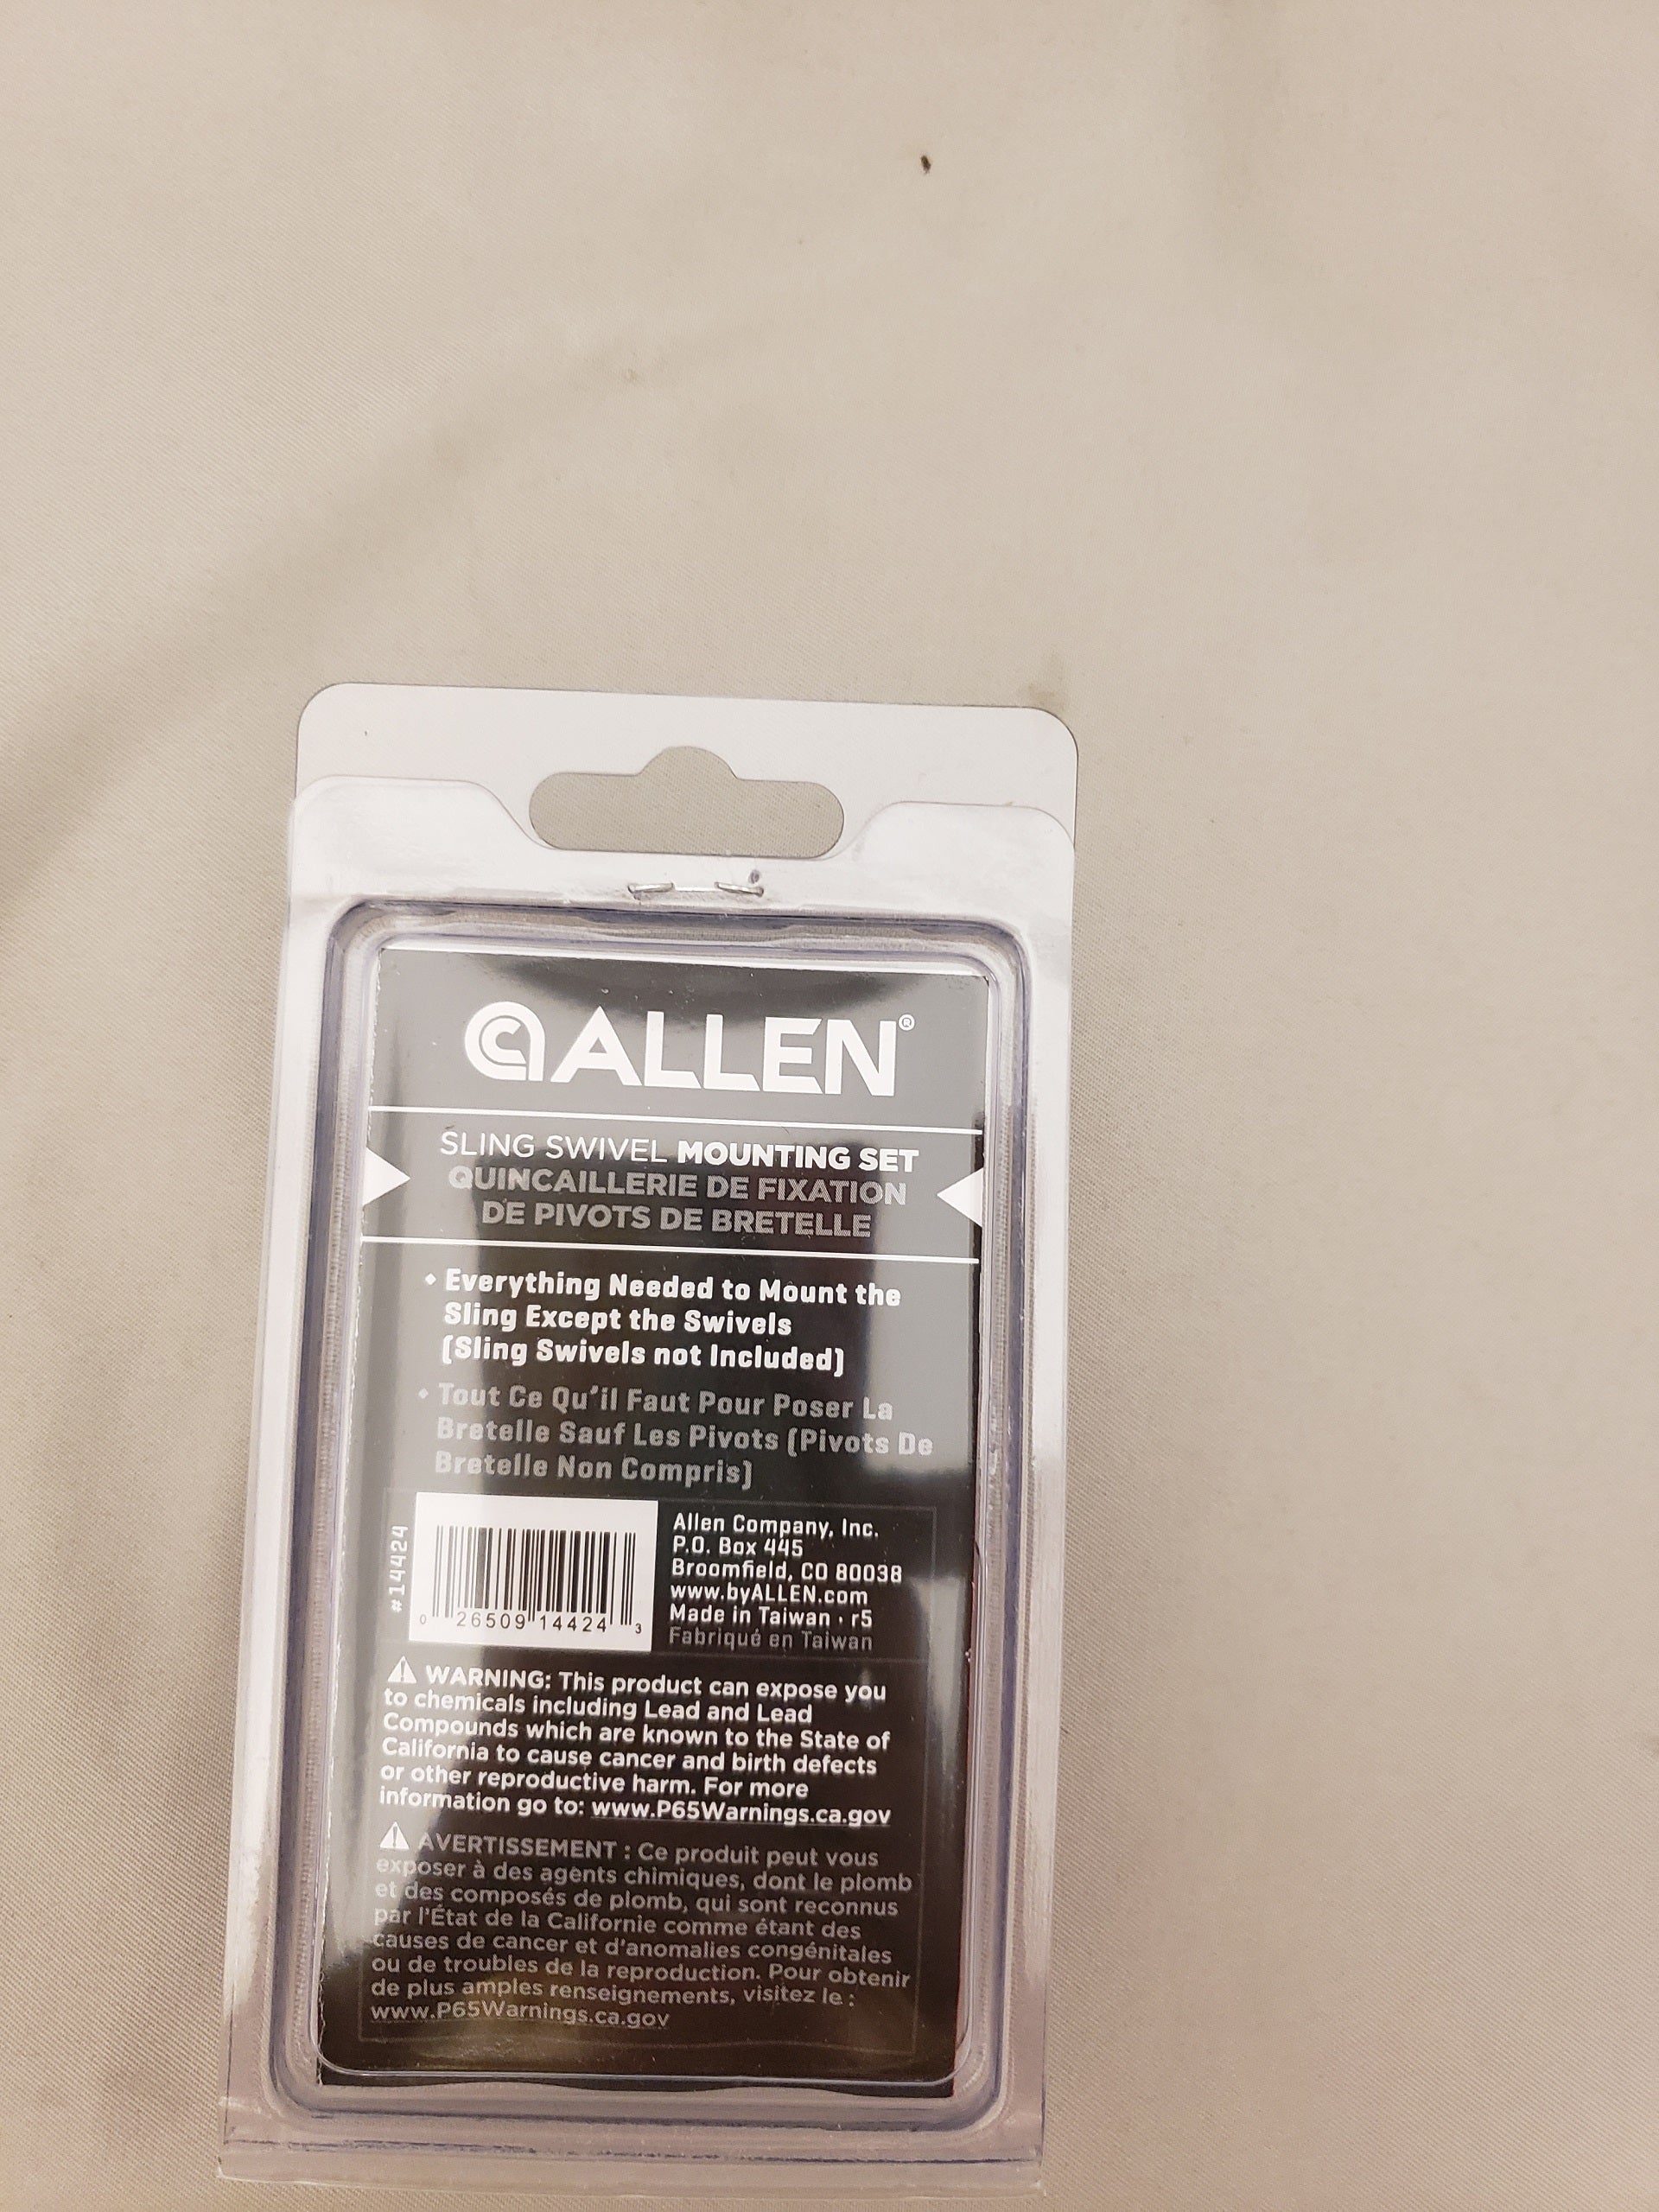 ALLEN®
SLING SWIVEL MOUNTING SET
QUINCAILLERIE DE FIXATION
DE PIVOTS DE BRETELLE
• Everything Needed to Mount the
Sling Except the Swivels
(Sling Swivels not Included)
• Tout Ce Qu'il Faut Pour Poser La
Bretelle Sauf Les Pivots (Pivots De
Bretelle Non Compris)
#14424
0 26509 14424 3
Allen Company, Inc.
P.O. Box 445
Broomfield, CO 80038
www.byALLEN.com
Made in Taiwan • r5
Fabriqué en Taiwan
⚠ WARNING: This product can expose you
to chemicals including Lead and Lead
Compounds which are known to the State of
California to cause cancer and birth defects
or other reproductive harm. For more
information go to: www.P65Warnings.ca.gov
⚠ AVERTISSEMENT : Ce produit peut vous
exposer à des agents chimiques, dont le plomb
et des composés de plomb, qui sont reconnus
par l'État de la Californie comme étant des
causes de cancer et d'anomalies congénitales
ou de troubles de la reproduction. Pour obtenir
de plus amples renseignements, visitez le :
www.P65Warnings.ca.gov